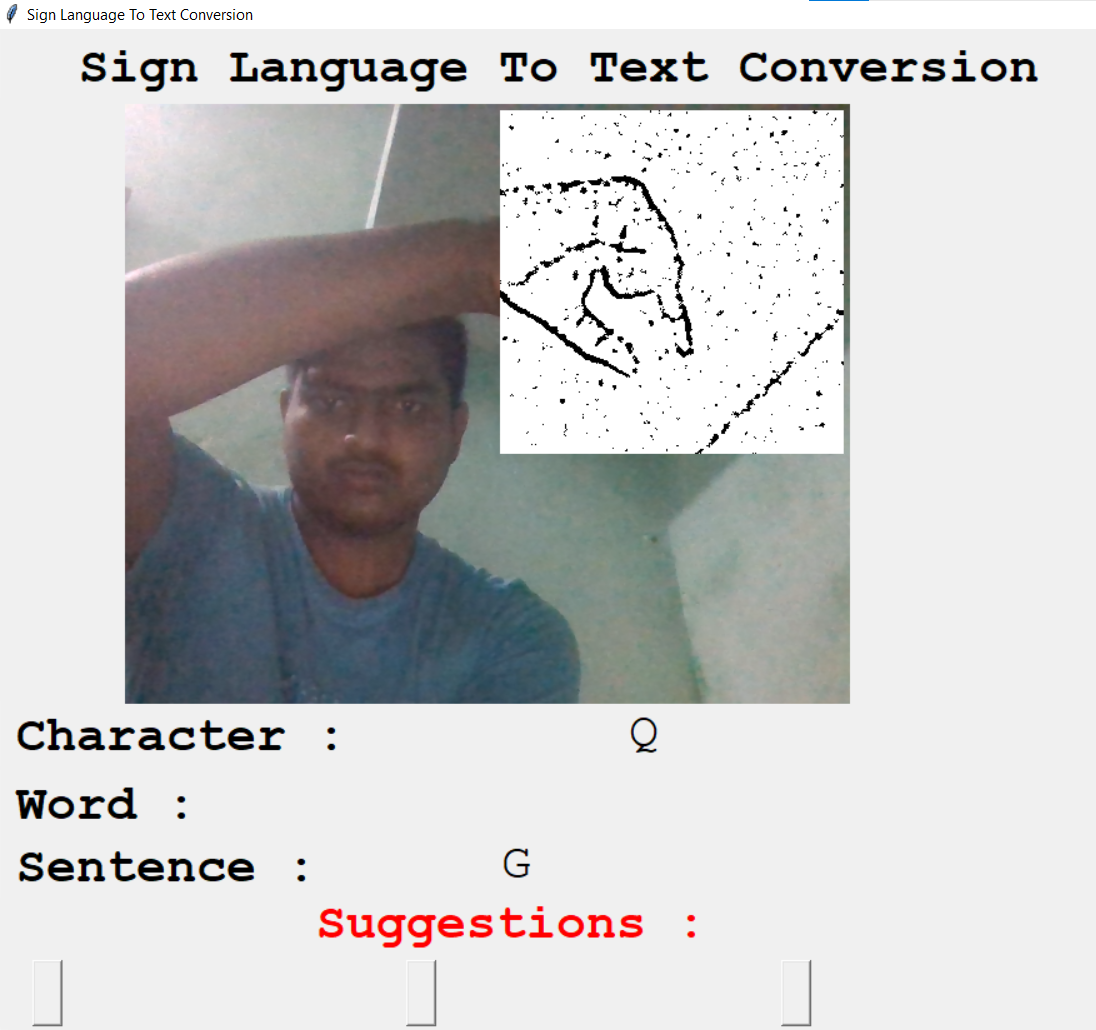 Sign Language To Text Conversion
Sign Language To Text Conversion
Character : Q
Word :
Sentence : G
Suggestions :